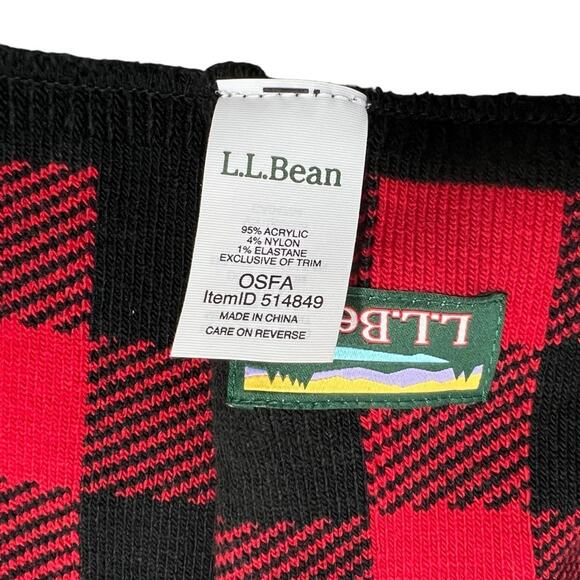 L.L.Bean
95% ACRYLIC
4% NYLON
1% ELASTANE
EXCLUSIVE OF TRIM
OSFA
ItemID 514849
MADE IN CHINA
CARE ON REVERSE
L.L.Be